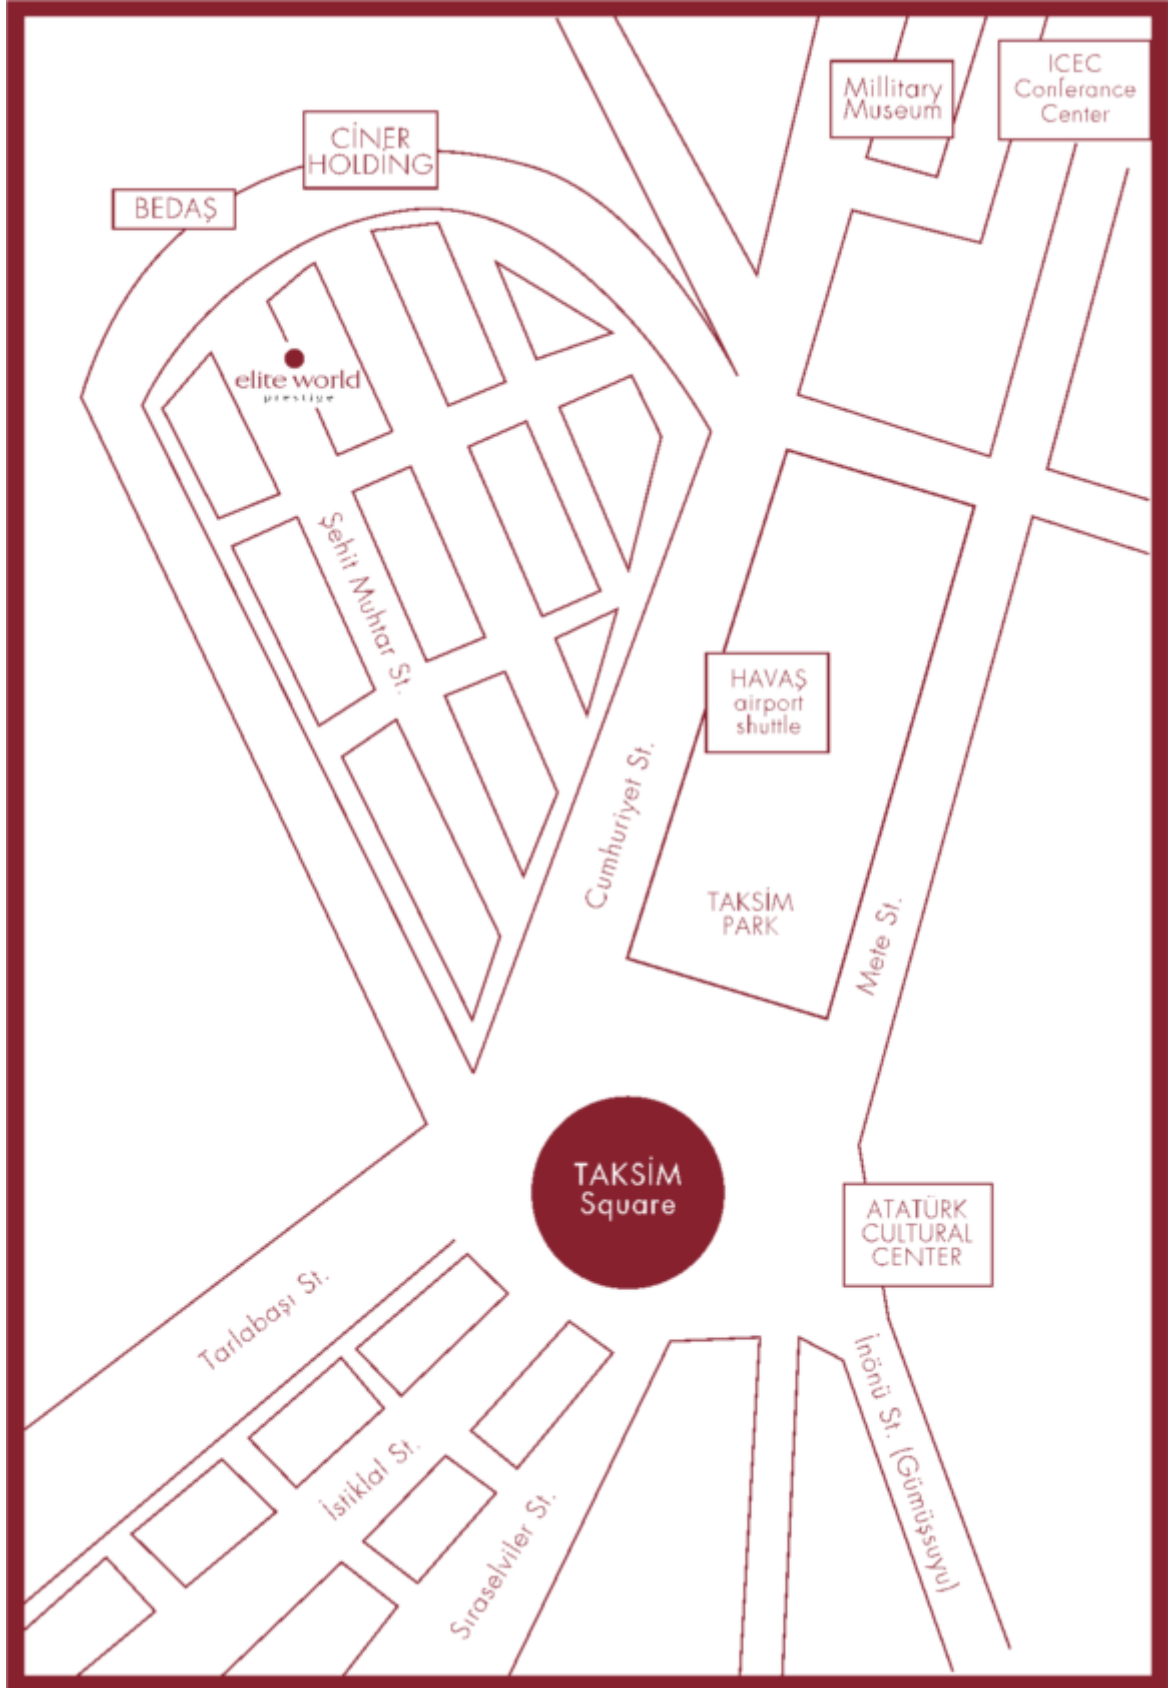 Millitary
Museum
ICEC
Conferance
Center
CİNER
HOLDİNG
BEDAŞ
elite world
prestige
Şehit Muhtar St.
HAVAŞ
airport
shuttle
Cumhuriyet St.
TAKSİM
PARK
Mete St.
TAKSİM
Square
ATATÜRK
CULTURAL
CENTER
Tarlabaşı St.
İstiklal St.
Sıraselviler St.
İnönü St. (Gümüşsuyu)